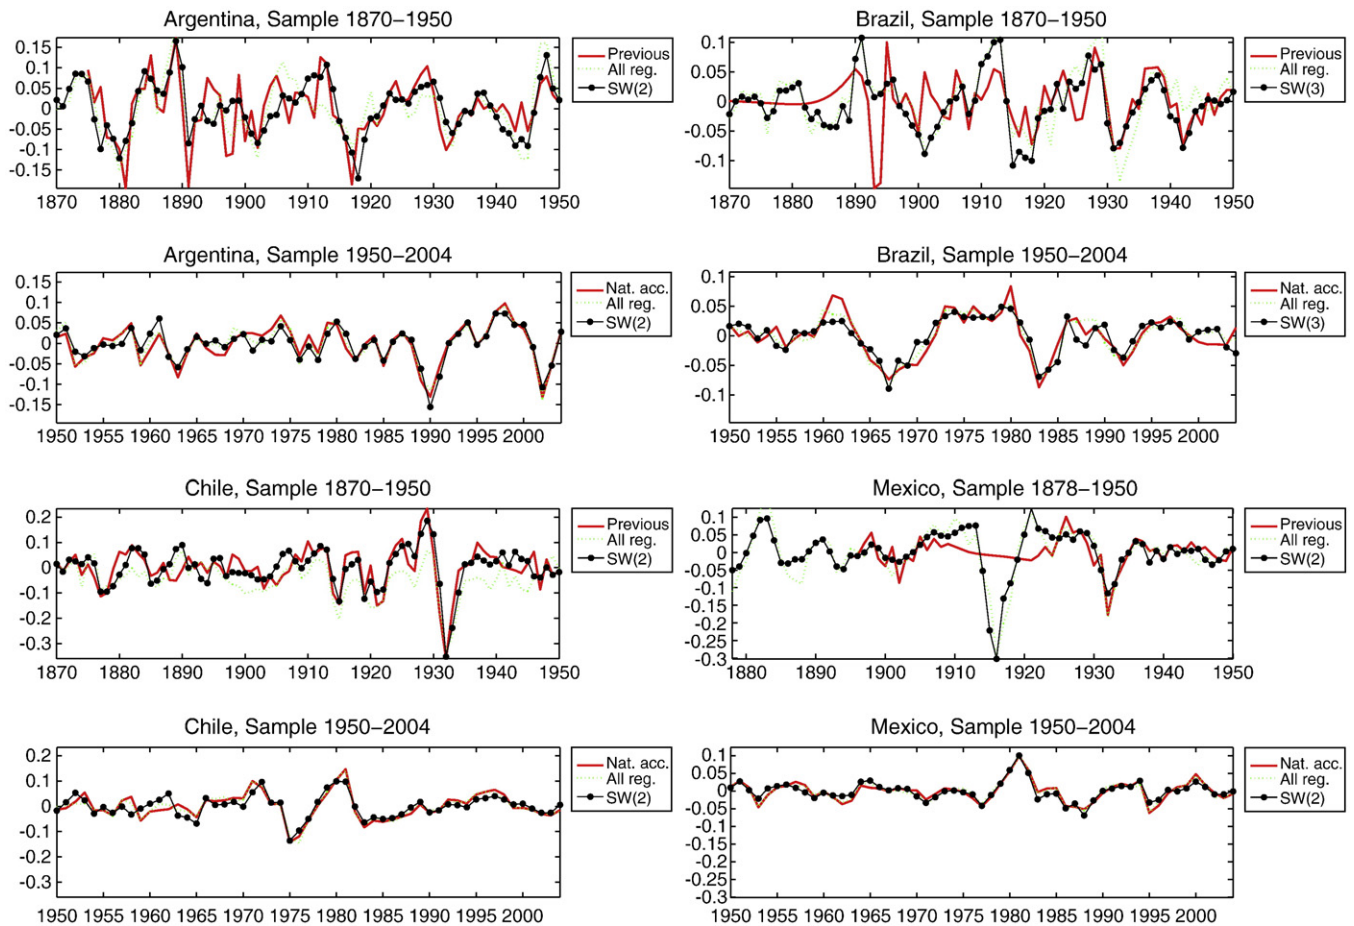 Argentina, Sample 1870−1950
0.15
0.1
0.05
0
-0.05
-0.1
-0.15
1870 1880 1890 1900 1910 1920 1930 1940 1950
Previous
All reg.
SW(2)
Brazil, Sample 1870−1950
0.1
0.05
0
-0.05
-0.1
1870 1880 1890 1900 1910 1920 1930 1940 1950
Previous
All reg.
SW(3)
Argentina, Sample 1950−2004
0.15
0.1
0.05
0
-0.05
-0.1
-0.15
1950 1955 1960 1965 1970 1975 1980 1985 1990 1995 2000
Nat. acc.
All reg.
SW(2)
Brazil, Sample 1950−2004
0.1
0.05
0
-0.05
-0.1
1950 1955 1960 1965 1970 1975 1980 1985 1990 1995 2000
Nat. acc.
All reg.
SW(3)
Chile, Sample 1870−1950
0.2
0.1
0
-0.1
-0.2
-0.3
1870 1880 1890 1900 1910 1920 1930 1940 1950
Previous
All reg.
SW(2)
Mexico, Sample 1878−1950
0.1
0.05
0
-0.05
-0.1
-0.15
-0.2
-0.25
-0.3
1880 1890 1900 1910 1920 1930 1940 1950
Previous
All reg.
SW(2)
Chile, Sample 1950−2004
0.2
0.1
0
-0.1
-0.2
-0.3
1950 1955 1960 1965 1970 1975 1980 1985 1990 1995 2000
Nat. acc.
All reg.
SW(2)
Mexico, Sample 1950−2004
0.1
0.05
0
-0.05
-0.1
-0.15
-0.2
-0.25
-0.3
1950 1955 1960 1965 1970 1975 1980 1985 1990 1995 2000
Nat. acc.
All reg.
SW(2)